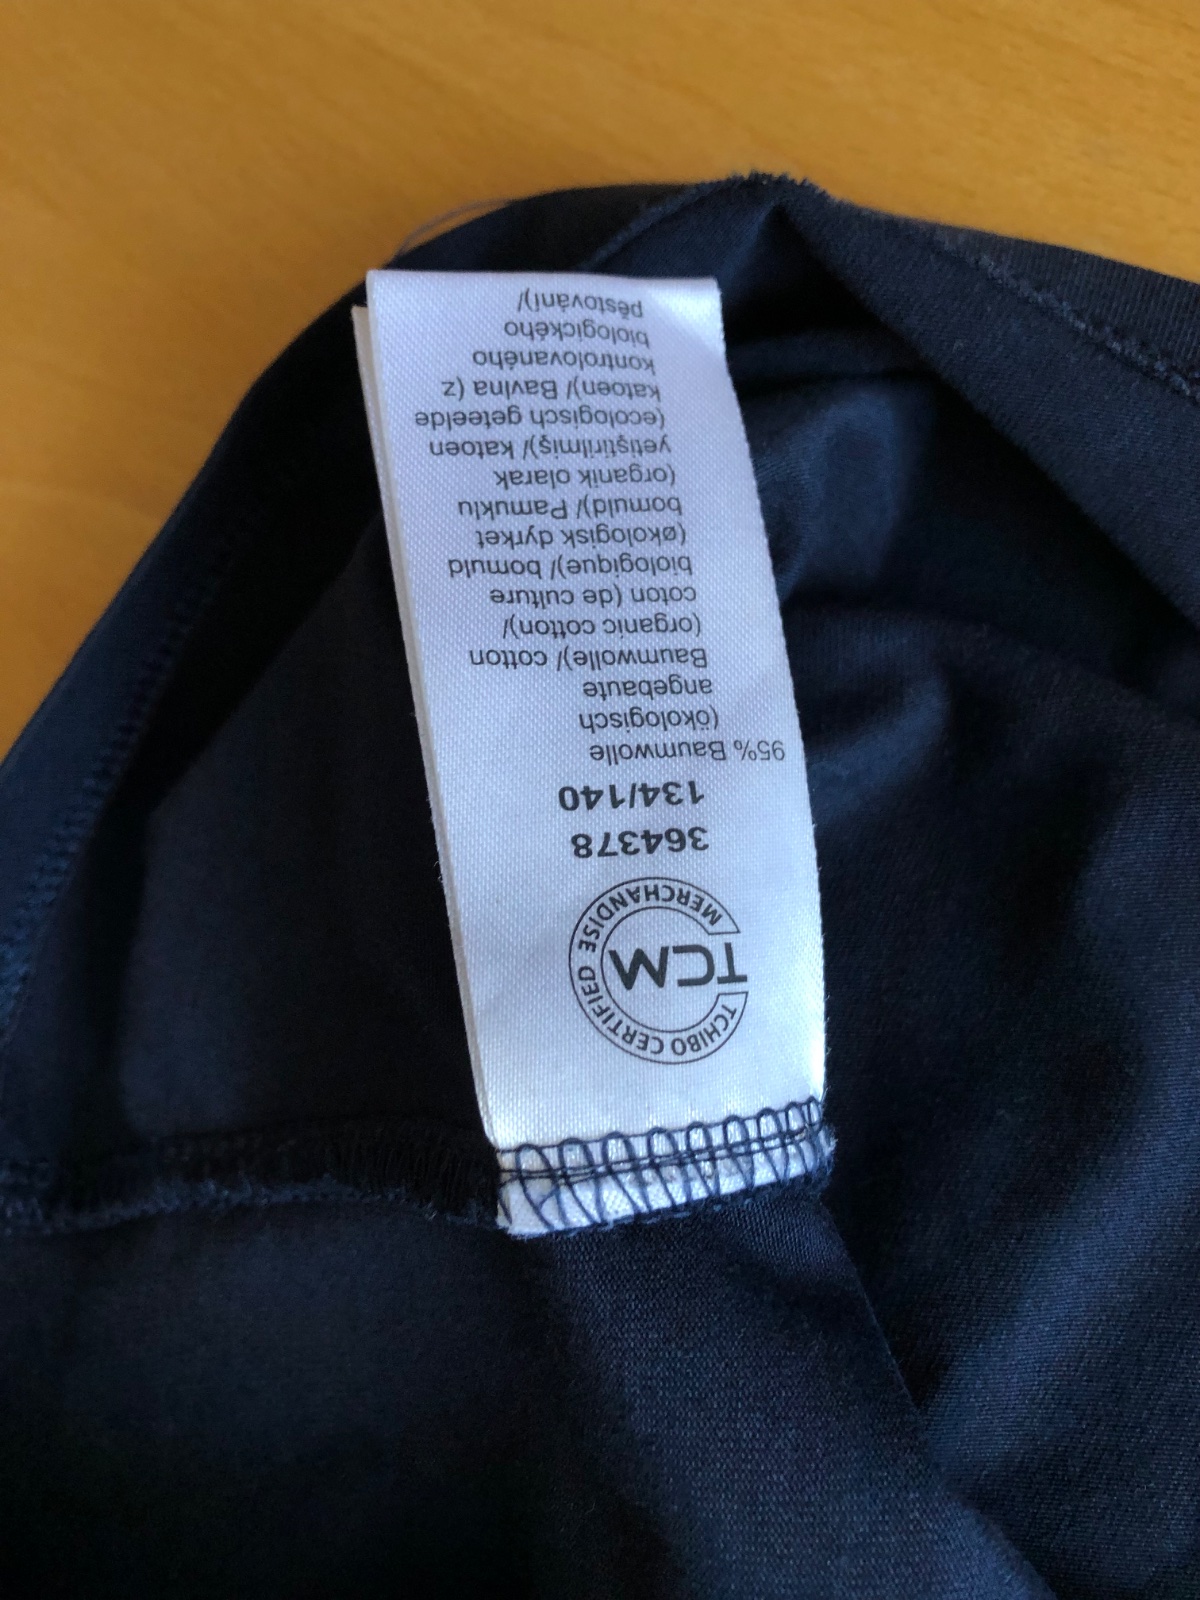 TCHIBO CERTIFIED MERCHANDISE
TCM
364378
134/140
95% Baumwolle
(ökologisch
angebaute
Baumwolle)/ cotton
(organic cotton)/
coton (de culture
biologique)/ bomuld
(økologisk dyrket
bomuld)/ Pamuklu
(organik olarak
yetiştirilmiş)/ katoen
(ecologisch geteelde
katoen)/ Bavlna (z
kontrolovaného
biologického
pěstování)/